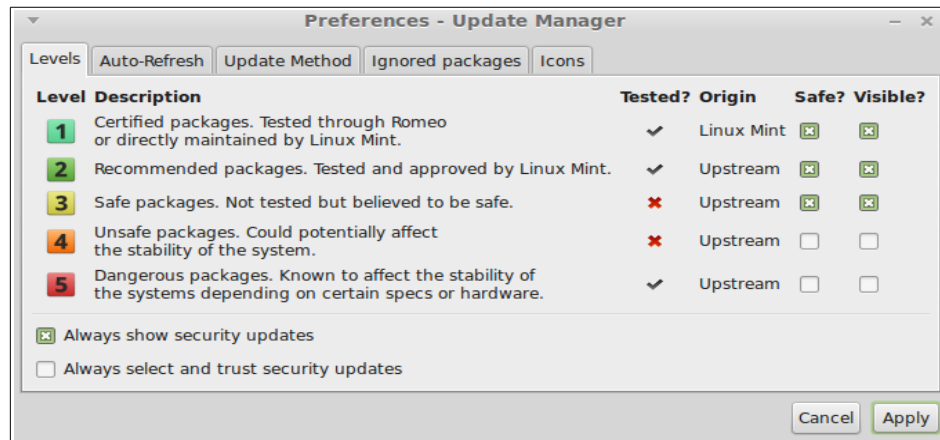 Preferences - Update Manager
Levels Auto-Refresh Update Method Ignored packages Icons
Level Description Tested? Origin Safe? Visible?
1 Certified packages. Tested through Romeo
or directly maintained by Linux Mint. Linux Mint
2 Recommended packages. Tested and approved by Linux Mint. Upstream
3 Safe packages. Not tested but believed to be safe. Upstream
4 Unsafe packages. Could potentially affect
the stability of the system. Upstream
5 Dangerous packages. Known to affect the stability of
the systems depending on certain specs or hardware. Upstream
Always show security updates
Always select and trust security updates
Cancel Apply